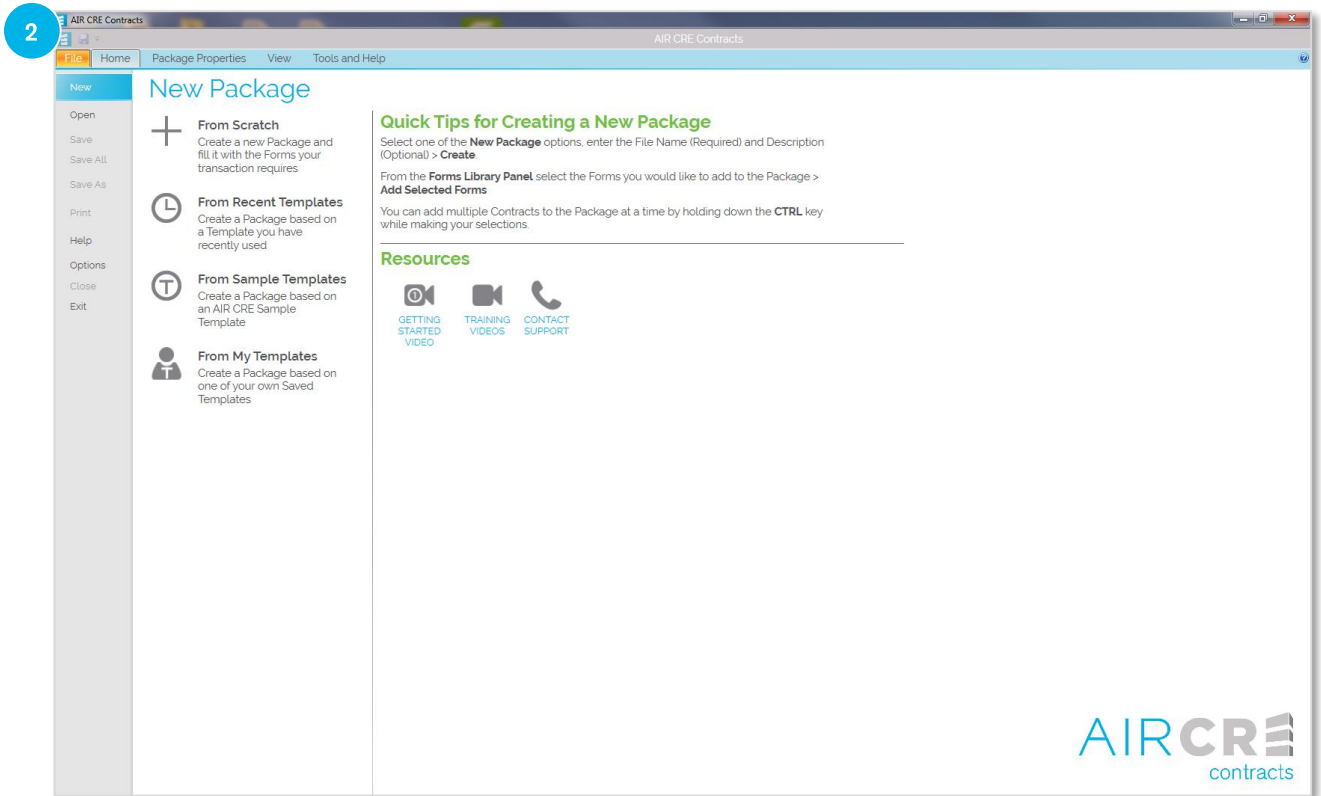 2
AIR CRE Contracts
AIR CRE Contracts
File Home Package Properties View Tools and Help
New
Open
Save
Save All
Save As
Print
Help
Options
Close
Exit
New Package
From Scratch
Create a new Package and
fill it with the Forms your
transaction requires
From Recent Templates
Create a Package based on
a Template you have
recently used
T
From Sample Templates
Create a Package based on
an AIR CRE Sample
Template
T
From My Templates
Create a Package based on
one of your own Saved
Templates
Quick Tips for Creating a New Package
Select one of the New Package options, enter the File Name (Required) and Description
(Optional) > Create.
From the Forms Library Panel select the Forms you would like to add to the Package >
Add Selected Forms
You can add multiple Contracts to the Package at a time by holding down the CTRL key
while making your selections.
Resources
1
GETTING
STARTED
VIDEO
TRAINING
VIDEOS
CONTACT
SUPPORT
AIRCRE
contracts